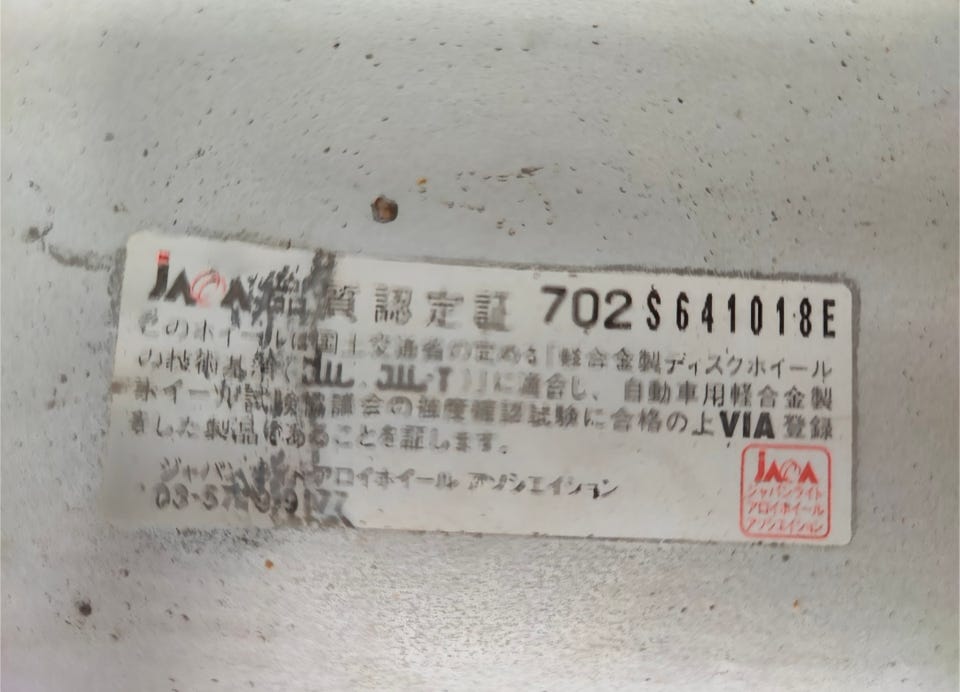 JAWA 品質認定証 702 S641018E
このホイールは国土交通省の定める「軽合金製ディスクホイール
の技術基準(JWL、JWL-T)」に適合し、自動車用軽合金製
ホイール試験協議会の強度確認試験に合格の上VIA登録
をした製品であることを証します。
ジャパン アロイホイール アソシエイション
03-57
JAWA
ジャパンライト
アロイホイール
アソシエイション